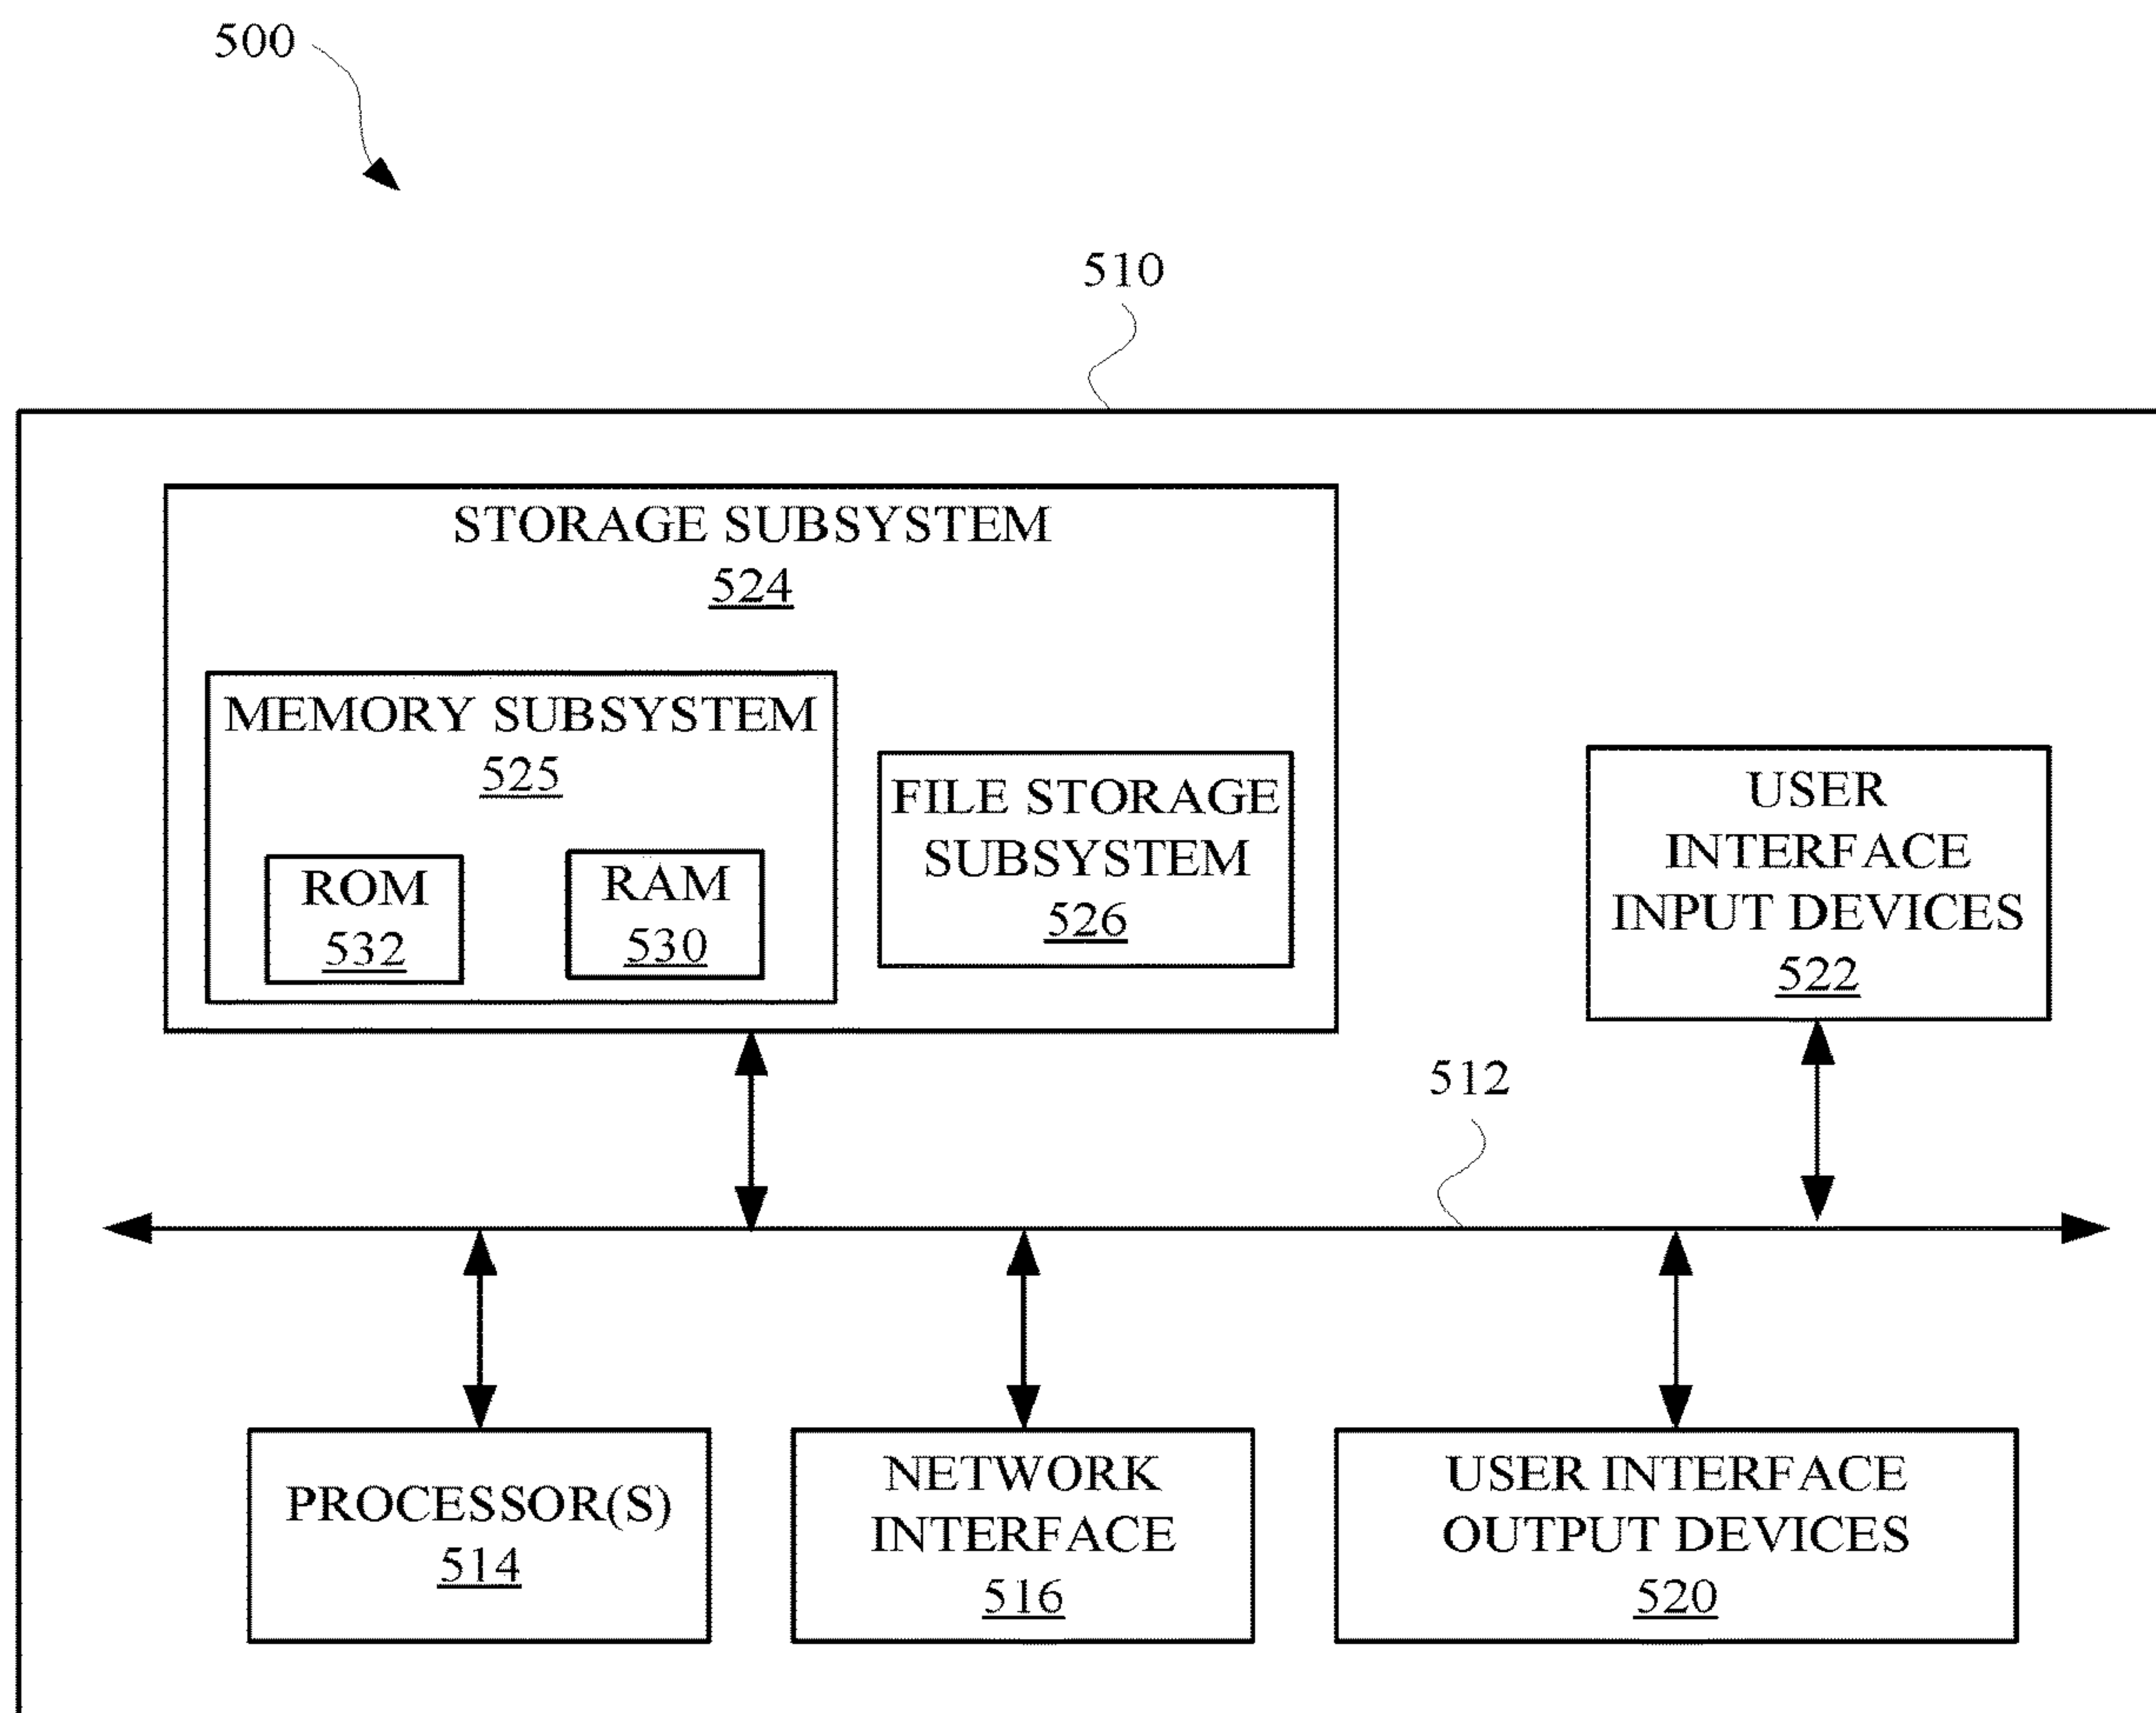 500
510
STORAGE SUBSYSTEM
524
MEMORY SUBSYSTEM
525
ROM
532
RAM
530
FILE STORAGE
SUBSYSTEM
526
USER
INTERFACE
INPUT DEVICES
522
512
PROCESSOR(S)
514
NETWORK
INTERFACE
516
USER INTERFACE
OUTPUT DEVICES
520